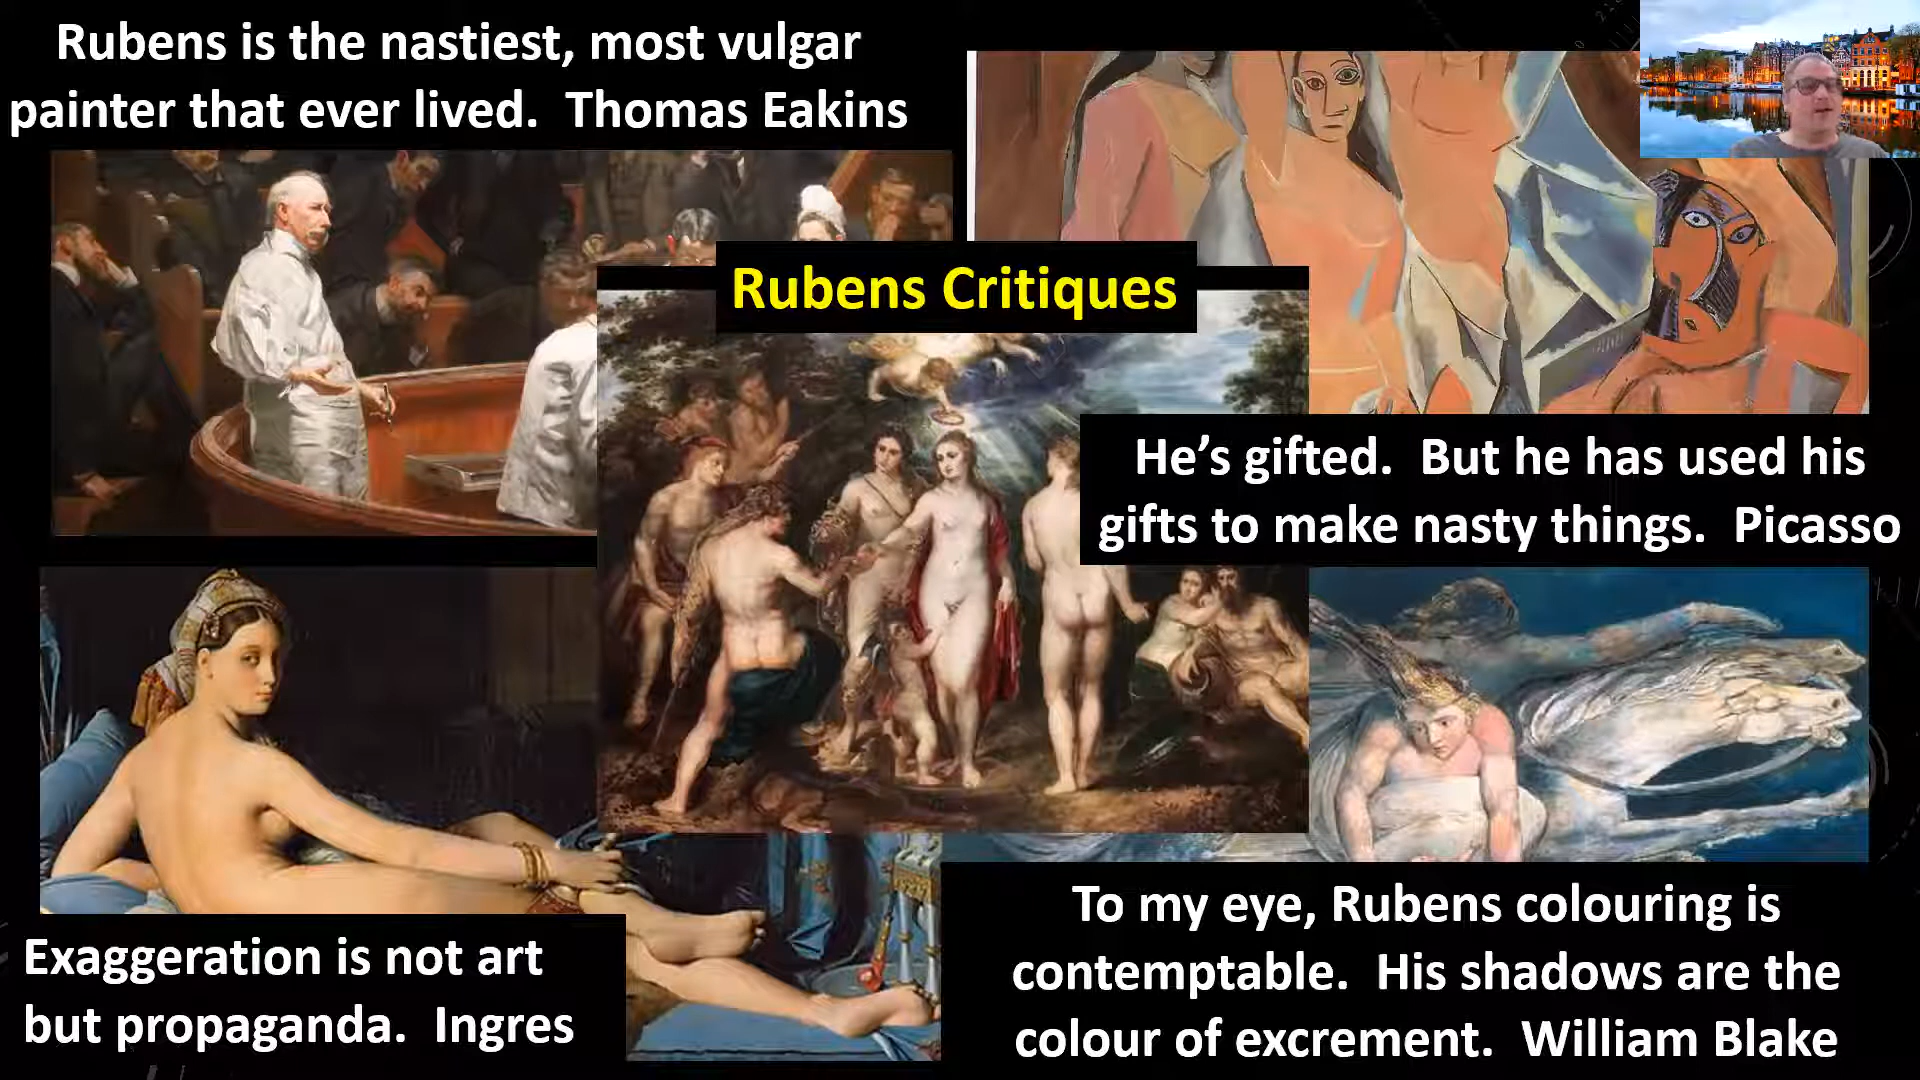 Rubens is the nastiest, most vulgar
painter that ever lived.  Thomas Eakins
Rubens Critiques
He’s gifted.  But he has used his
gifts to make nasty things.  Picasso
Exaggeration is not art
but propaganda.  Ingres
To my eye, Rubens colouring is
contemptable.  His shadows are the
colour of excrement.  William Blake